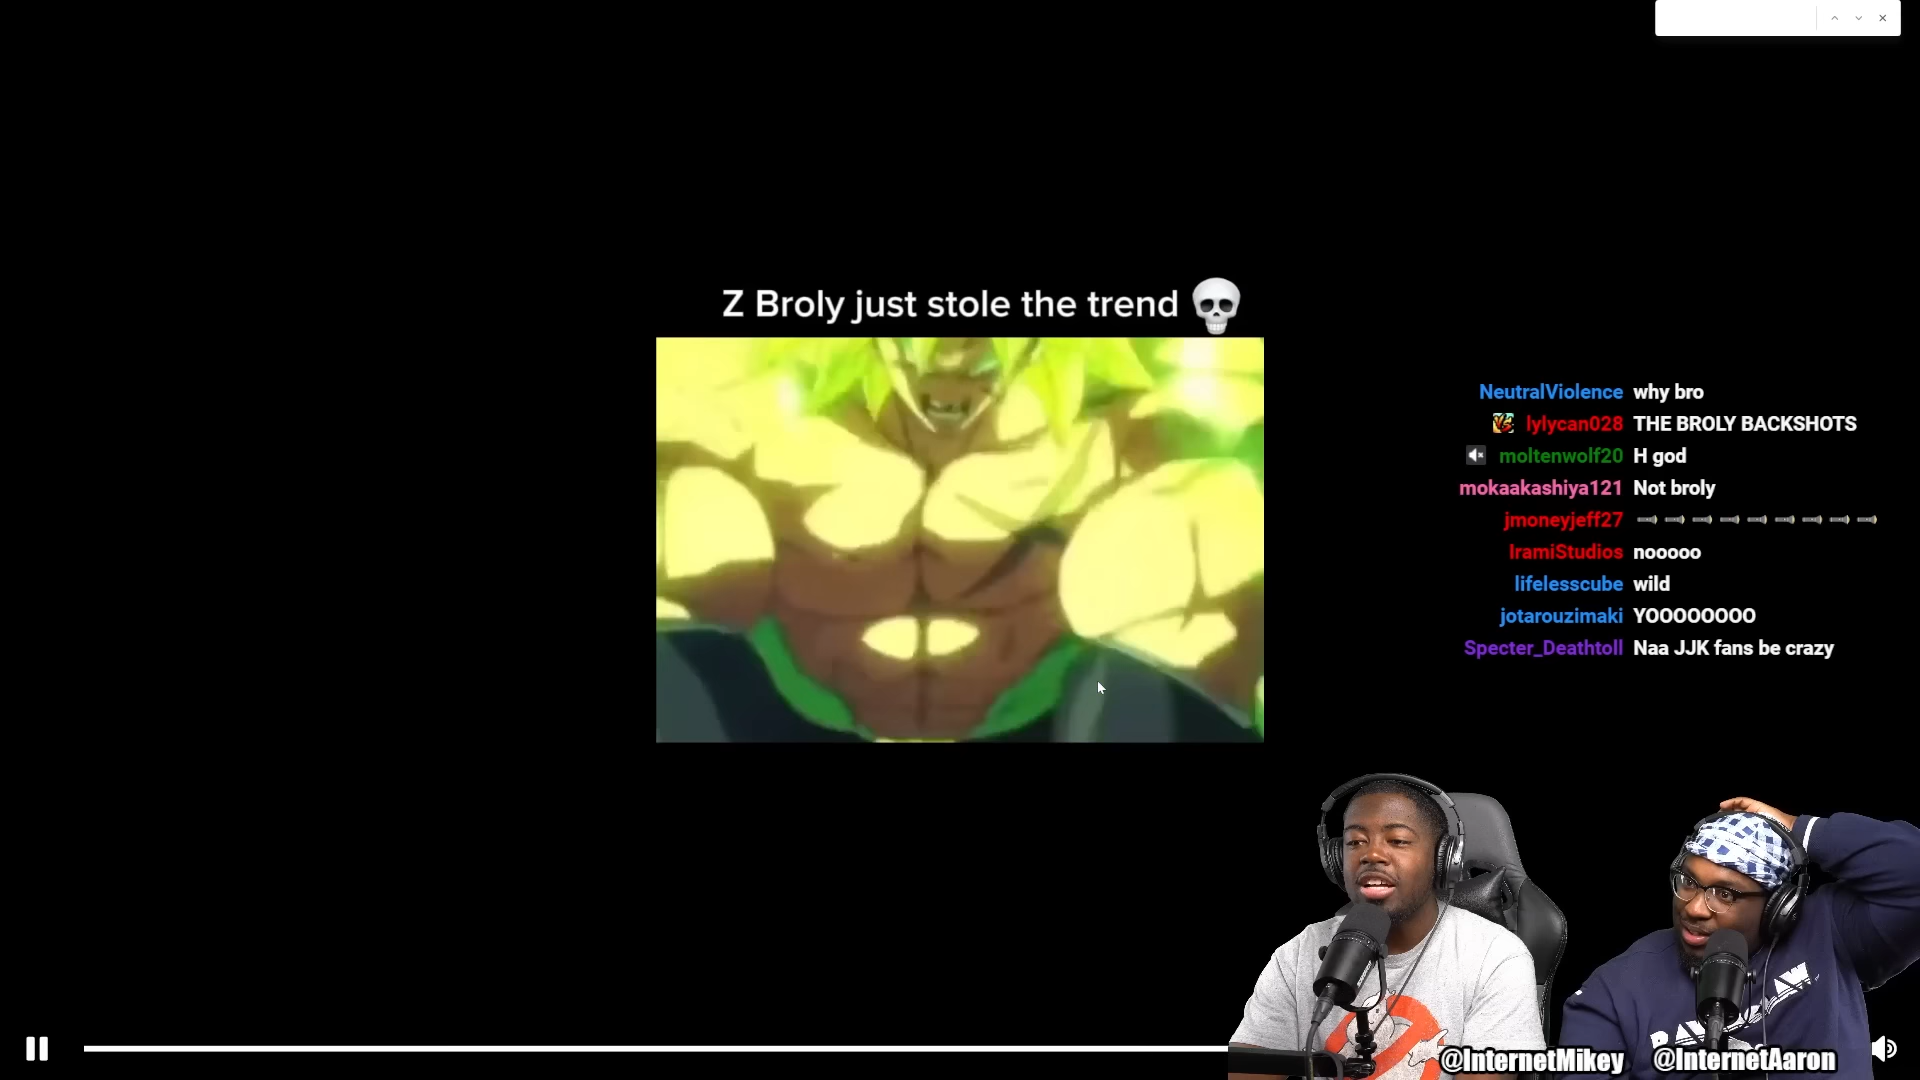 Z Broly just stole the trend 💀
NeutralViolence why bro
lylycan028 THE BROLY BACKSHOTS
moltenwolf20 H god
mokaakashiya121 Not broly
jmoneyjeff27
IramiStudios nooooo
lifelesscube wild
jotarouzimaki YOOOOOOOO
Specter_Deathtoll Naa JJK fans be crazy
@InternetMikey @InternetAaron